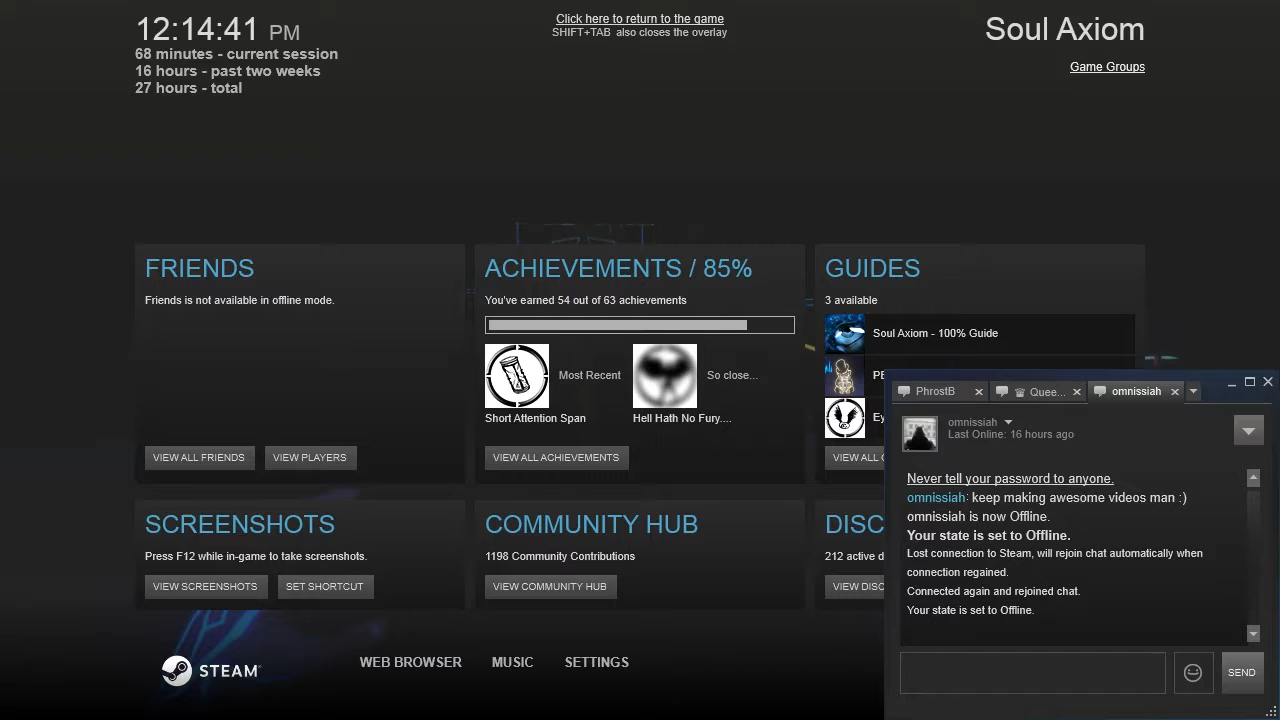 12:14:41 PM
68 minutes - current session
16 hours - past two weeks
27 hours - total
Click here to return to the game
SHIFT+TAB also closes the overlay
Soul Axiom
Game Groups
FRIENDS
Friends is not available in offline mode.
VIEW ALL FRIENDS
VIEW PLAYERS
ACHIEVEMENTS / 85%
You've earned 54 out of 63 achievements
Most Recent
So close...
Short Attention Span
Hell Hath No Fury....
VIEW ALL ACHIEVEMENTS
GUIDES
3 available
Soul Axiom - 100% Guide
VIEW ALL
SCREENSHOTS
Press F12 while in-game to take screenshots.
VIEW SCREENSHOTS
SET SHORTCUT
COMMUNITY HUB
1198 Community Contributions
VIEW COMMUNITY HUB
DISC
212 active d
VIEW DISC
PhrostB
Quee...
omnissiah
omnissiah
Last Online: 16 hours ago
Never tell your password to anyone.
omnissiah: keep making awesome videos man :)
omnissiah is now Offline.
Your state is set to Offline.
Lost connection to Steam, will rejoin chat automatically when
connection regained.
Connected again and rejoined chat.
Your state is set to Offline.
SEND
STEAM
WEB BROWSER
MUSIC
SETTINGS